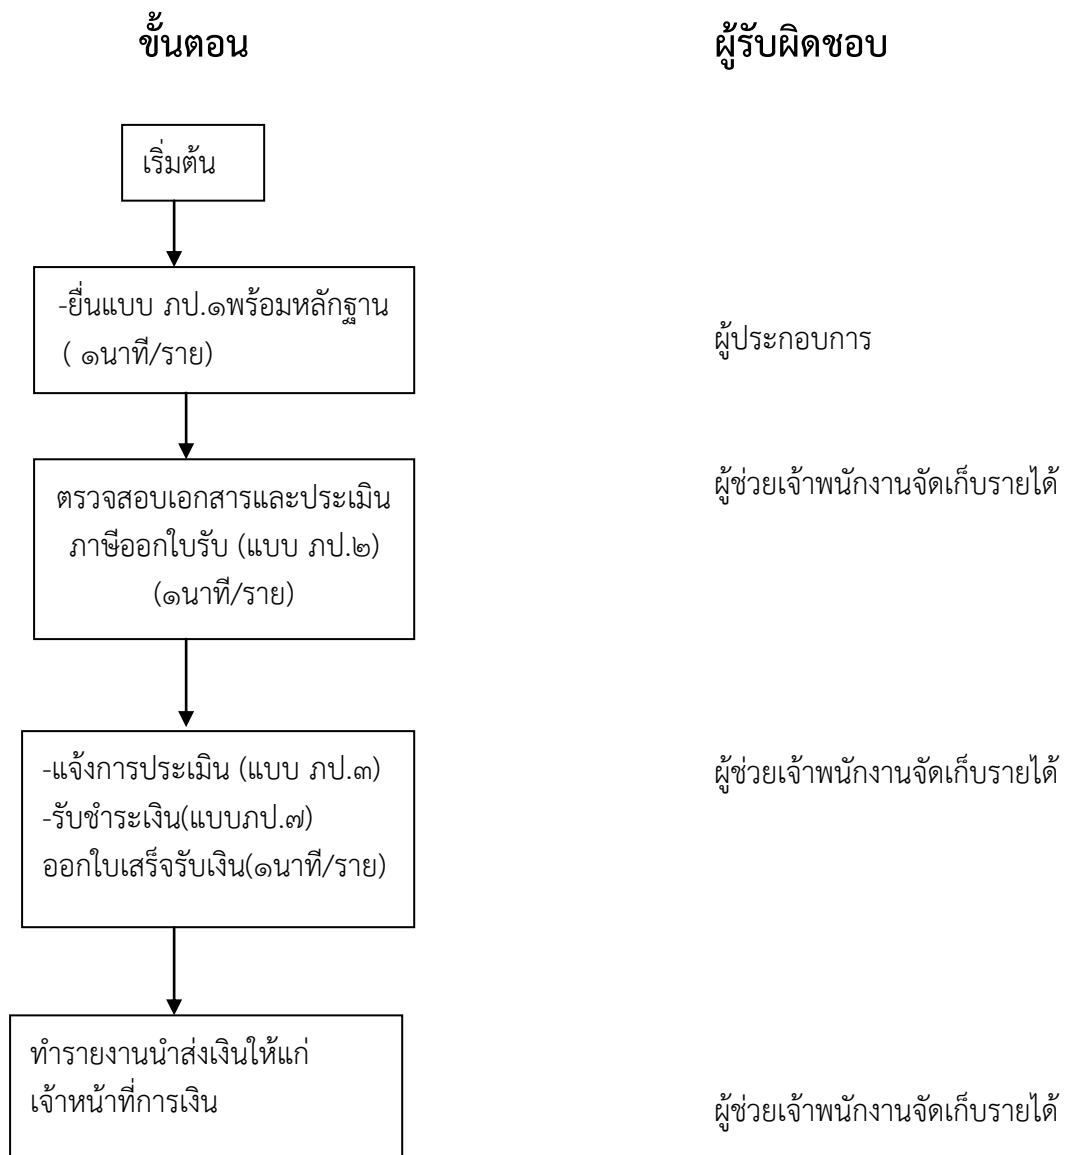 ขั้นตอน
ผู้รับผิดชอบ
เริ่มต้น
-ยื่นแบบ ภป.๑พร้อมหลักฐาน
( ๑นาที/ราย)
ผู้ประกอบการ
ตรวจสอบเอกสารและประเมิน
ภาษีออกใบรับ (แบบ ภป.๒)
(๑นาที/ราย)
ผู้ช่วยเจ้าพนักงานจัดเก็บรายได้
-แจ้งการประเมิน (แบบ ภป.๓)
-รับชำระเงิน(แบบภป.๗)
ออกใบเสร็จรับเงิน(๑นาที/ราย)
ผู้ช่วยเจ้าพนักงานจัดเก็บรายได้
ทำรายงานนำส่งเงินให้แก่
เจ้าหน้าที่การเงิน
ผู้ช่วยเจ้าพนักงานจัดเก็บรายได้